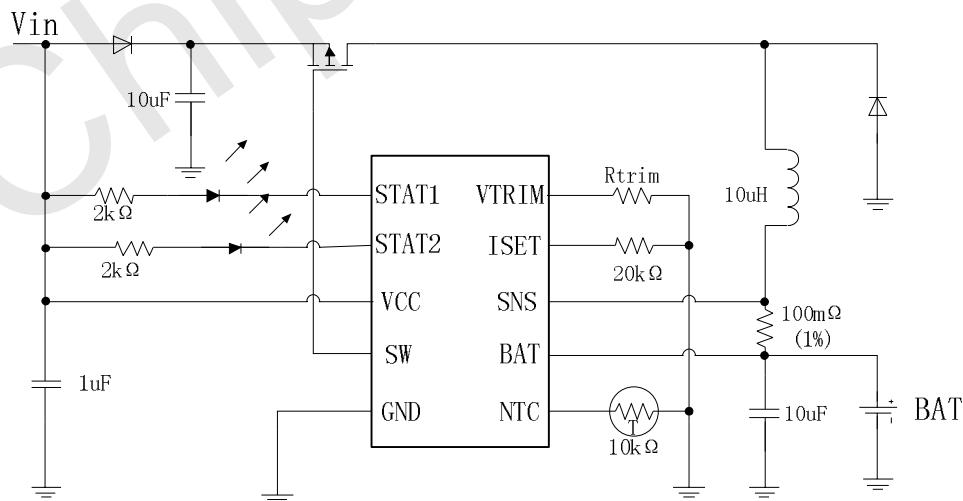 Chip
Vin
10uF
2kΩ
2kΩ
1uF
STAT1
STAT2
VCC
SW
GND
VTRIM
ISET
SNS
BAT
NTC
Rtrim
20kΩ
T
10kΩ
10uH
100mΩ
(1%)
10uF
+
BAT